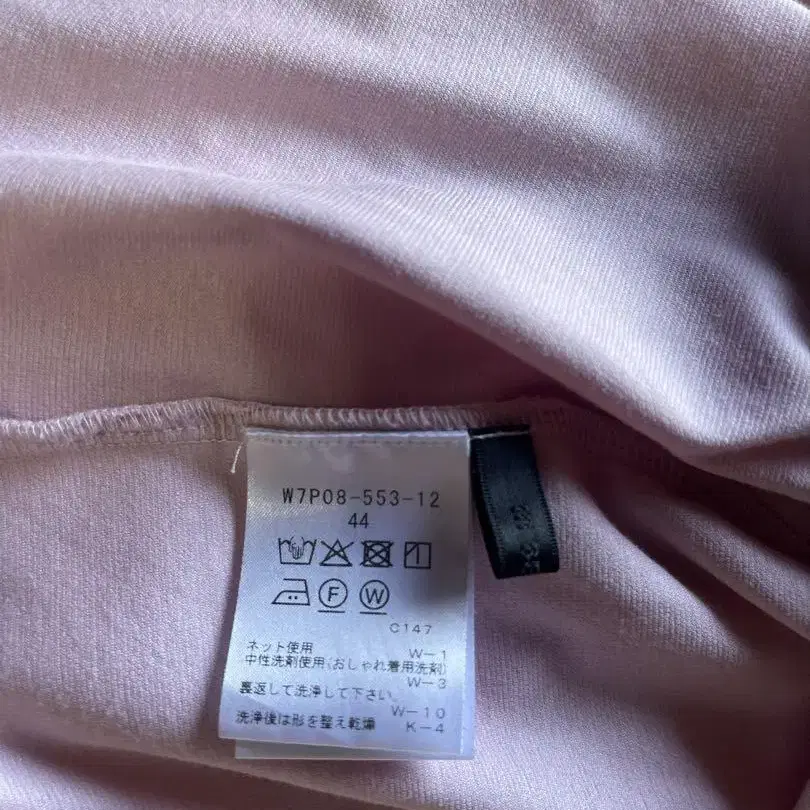 W7P08-553-12
44
F W
C147
ネット使用 W-1
中性洗剤使用(おしゃれ着用洗剤)
W-3
裏返して洗浄して下さい。
W-10
洗浄後は形を整え乾燥 K-4